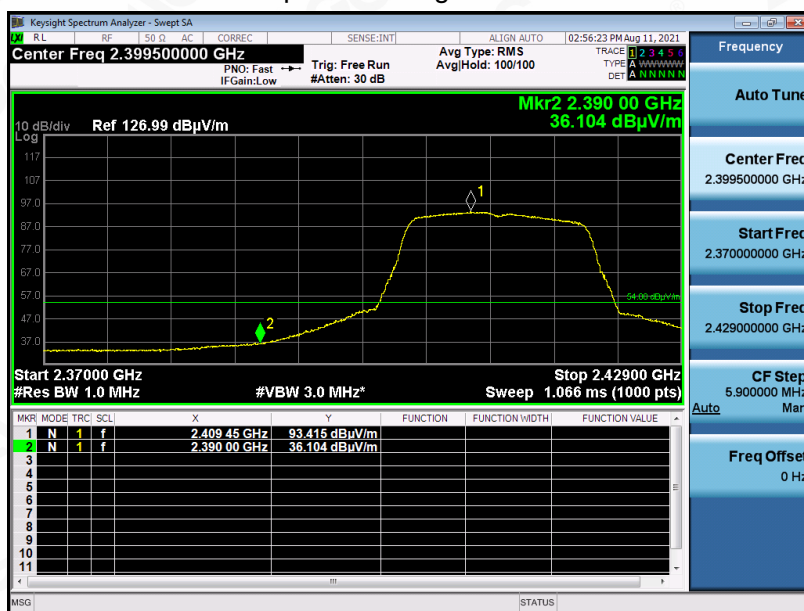 Keysight Spectrum Analyzer - Swept SA
LXI RL RF 50 Ω AC CORREC SENSE:INT ALIGN AUTO 02:56:23 PM Aug 11, 2021
Center Freq 2.399500000 GHz
PNO: Fast
IFGain:Low
Trig: Free Run
#Atten: 30 dB
Avg Type: RMS
Avg|Hold: 100/100
TRACE 1 2 3 4 5 6
TYPE A WWWWW
DET A N N N N N
Mkr2 2.390 00 GHz
36.104 dBµV/m
10 dB/div Ref 126.99 dBµV/m
Log
117
107
97.0
87.0
77.0
67.0
57.0
47.0
37.0
1
2
54.00 dBµV/m
Start 2.37000 GHz Stop 2.42900 GHz
#Res BW 1.0 MHz #VBW 3.0 MHz* Sweep 1.066 ms (1000 pts)
MKR MODE TRC SCL X Y FUNCTION FUNCTION WIDTH FUNCTION VALUE
1 N 1 f 2.409 45 GHz 93.415 dBµV/m
2 N 1 f 2.390 00 GHz 36.104 dBµV/m
3
4
5
6
7
8
9
10
11
MSG STATUS
Frequency
Auto Tune
Center Freq
2.399500000 GHz
Start Freq
2.370000000 GHz
Stop Freq
2.429000000 GHz
CF Step
5.900000 MHz
Auto Man
Freq Offset
0 Hz